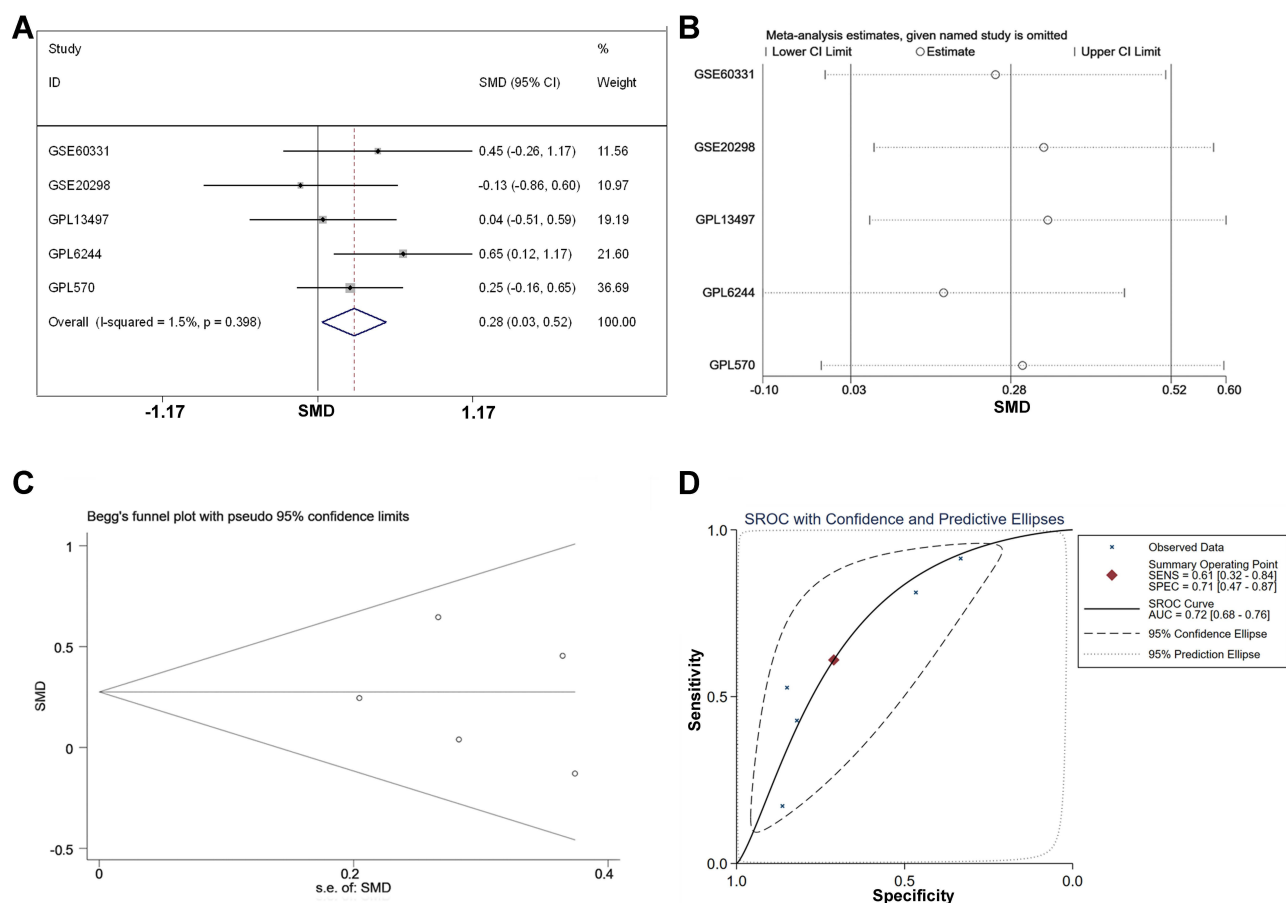 A
Study %
ID SMD (95% CI) Weight
GSE60331 0.45 (-0.26, 1.17) 11.56
GSE20298 -0.13 (-0.86, 0.60) 10.97
GPL13497 0.04 (-0.51, 0.59) 19.19
GPL6244 0.65 (0.12, 1.17) 21.60
GPL570 0.25 (-0.16, 0.65) 36.69
Overall (I-squared = 1.5%, p = 0.398) 0.28 (0.03, 0.52) 100.00
-1.17 SMD 1.17
B
Meta-analysis estimates, given named study is omitted
Lower CI Limit Estimate Upper CI Limit
GSE60331
GSE20298
GPL13497
GPL6244
GPL570
-0.10 0.03 0.28 0.52 0.60
SMD
C
Begg's funnel plot with pseudo 95% confidence limits
SMD
1
0.5
0
-0.5
0 0.2 0.4
s.e. of: SMD
D
SROC with Confidence and Predictive Ellipses
Sensitivity
1.0
0.5
0.0
1.0 0.5 0.0
Specificity
Observed Data
Summary Operating Point
SENS = 0.61 [0.32 - 0.84]
SPEC = 0.71 [0.47 - 0.87]
SROC Curve
AUC = 0.72 [0.68 - 0.76]
95% Confidence Ellipse
95% Prediction Ellipse